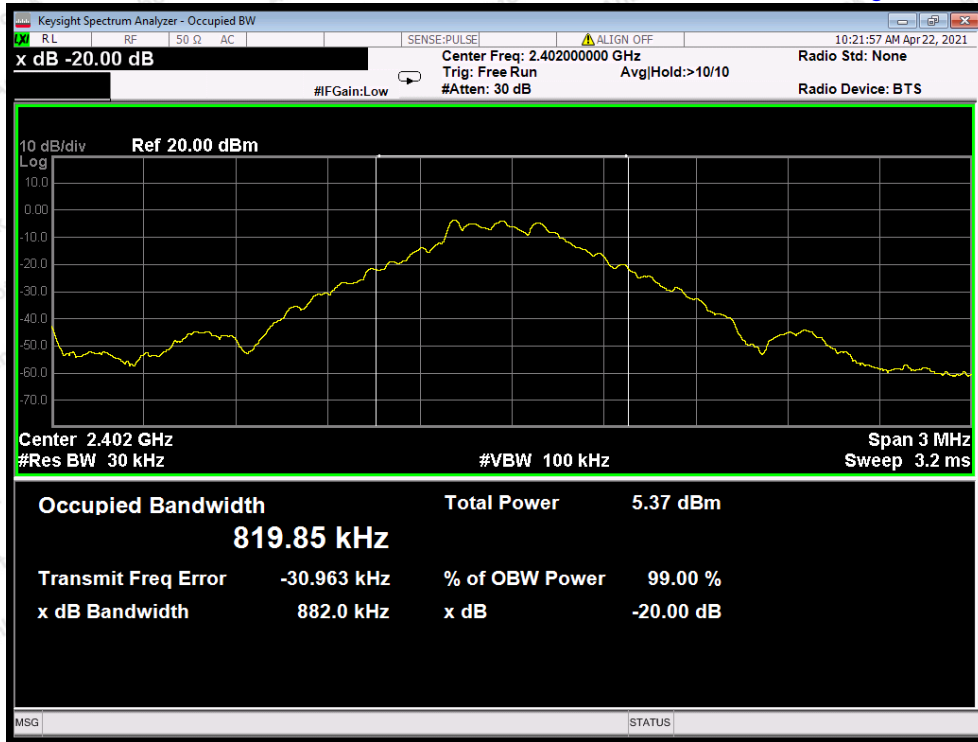 Keysight Spectrum Analyzer - Occupied BW
LXI RL RF 50 Ω AC SENSE:PULSE ALIGN OFF 10:21:57 AM Apr 22, 2021
x dB -20.00 dB
Center Freq: 2.402000000 GHz
Radio Std: None
Trig: Free Run Avg|Hold:>10/10
#IFGain:Low #Atten: 30 dB Radio Device: BTS
10 dB/div Ref 20.00 dBm
Log
10.0
0.00
-10.0
-20.0
-30.0
-40.0
-50.0
-60.0
-70.0
Center 2.402 GHz Span 3 MHz
#Res BW 30 kHz #VBW 100 kHz Sweep 3.2 ms
Occupied Bandwidth Total Power 5.37 dBm
819.85 kHz
Transmit Freq Error -30.963 kHz % of OBW Power 99.00 %
x dB Bandwidth 882.0 kHz x dB -20.00 dB
MSG STATUS